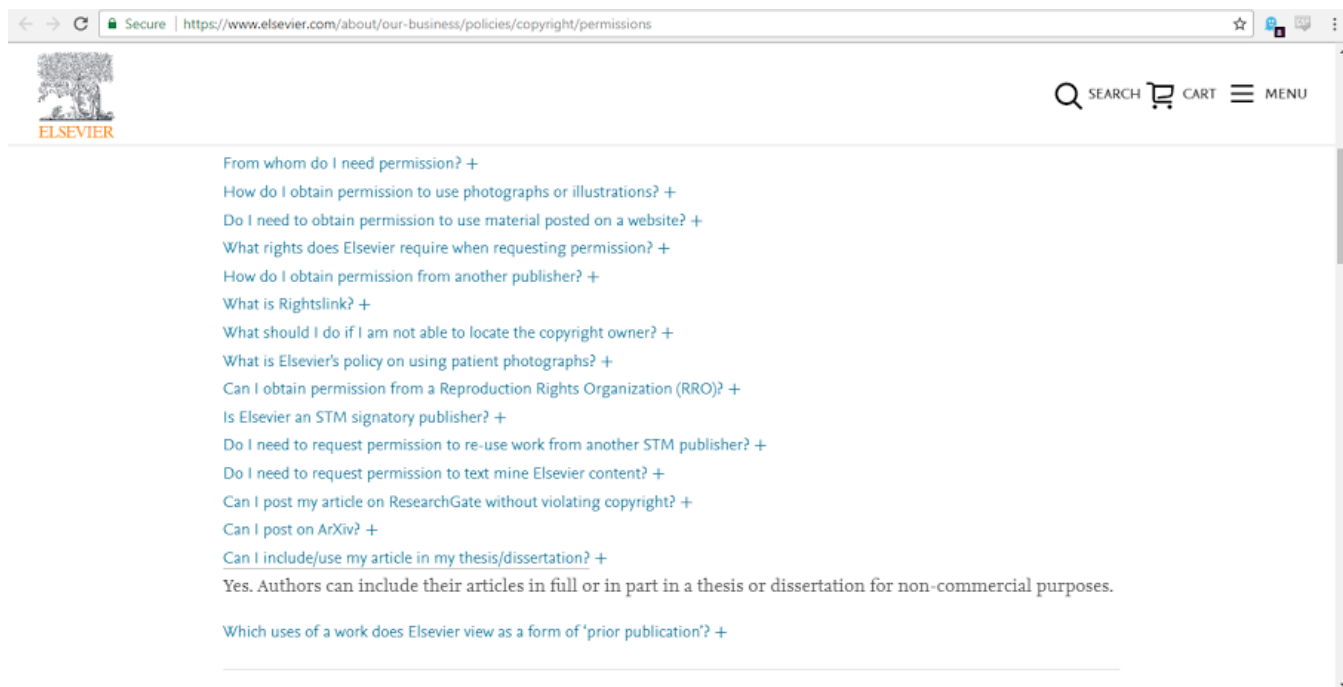 Secure | https://www.elsevier.com/about/our-business/policies/copyright/permissions
SEARCH CART MENU
ELSEVIER
From whom do I need permission? +
How do I obtain permission to use photographs or illustrations? +
Do I need to obtain permission to use material posted on a website? +
What rights does Elsevier require when requesting permission? +
How do I obtain permission from another publisher? +
What is Rightslink? +
What should I do if I am not able to locate the copyright owner? +
What is Elsevier's policy on using patient photographs? +
Can I obtain permission from a Reproduction Rights Organization (RRO)? +
Is Elsevier an STM signatory publisher? +
Do I need to request permission to re-use work from another STM publisher? +
Do I need to request permission to text mine Elsevier content? +
Can I post my article on ResearchGate without violating copyright? +
Can I post on ArXiv? +
Can I include/use my article in my thesis/dissertation? +
Yes. Authors can include their articles in full or in part in a thesis or dissertation for non-commercial purposes.
Which uses of a work does Elsevier view as a form of ‘prior publication’? +